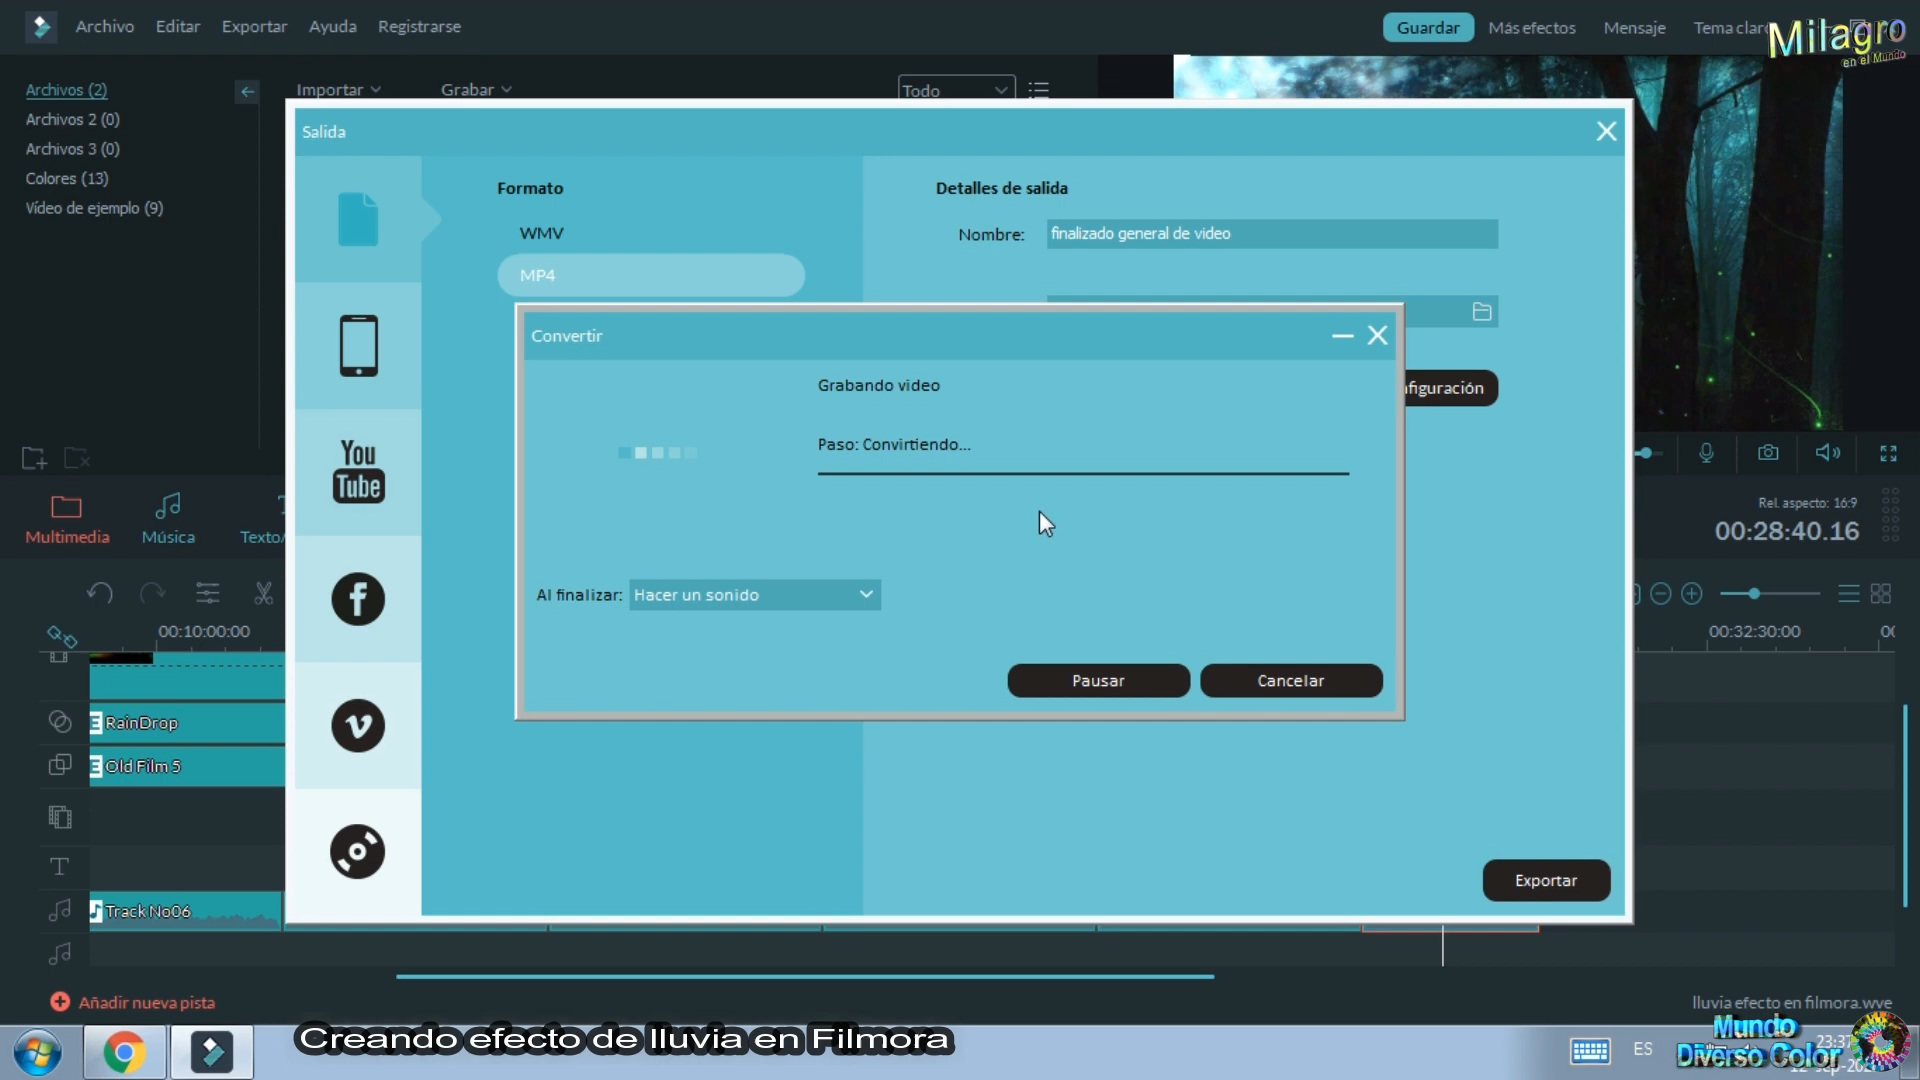 Archivo Editar Exportar Ayuda Registrarse
Guardar Más efectos Mensaje
Milagro
en el Mundo
Archivos (2)
Archivos 2 (0)
Archivos 3 (0)
Colores (13)
Vídeo de ejemplo (9)
Importar Grabar Todo
Salida
Formato
WMV
MP4
Detalles de salida
Nombre: finalizado general de video
Convertir
Grabando video
Paso: Convirtiendo...
Al finalizar: Hacer un sonido
Pausar Cancelar
Exportar
You
Tube
Multimedia Música
Rel. aspecto: 16:9
00:28:40.16
00:10:00:00
00:32:30:00
RainDrop
Old Film 5
Track No06
Añadir nueva pista
lluvia efecto en filmora.wve
Creando efecto de lluvia en Filmora
ES
Mundo
Diverso Color